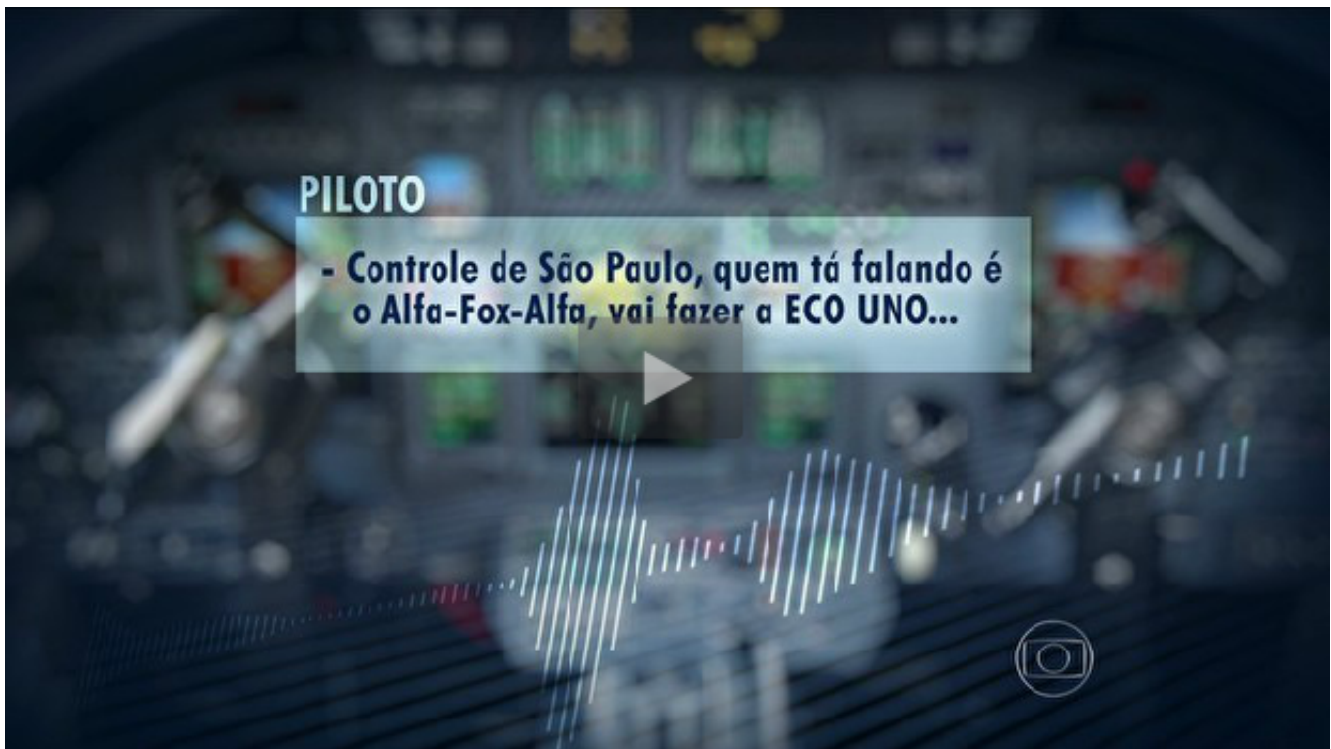 PILOTO
- Controle de São Paulo, quem tá falando é
o Alfa-Fox-Alfa, vai fazer a ECO UNO...